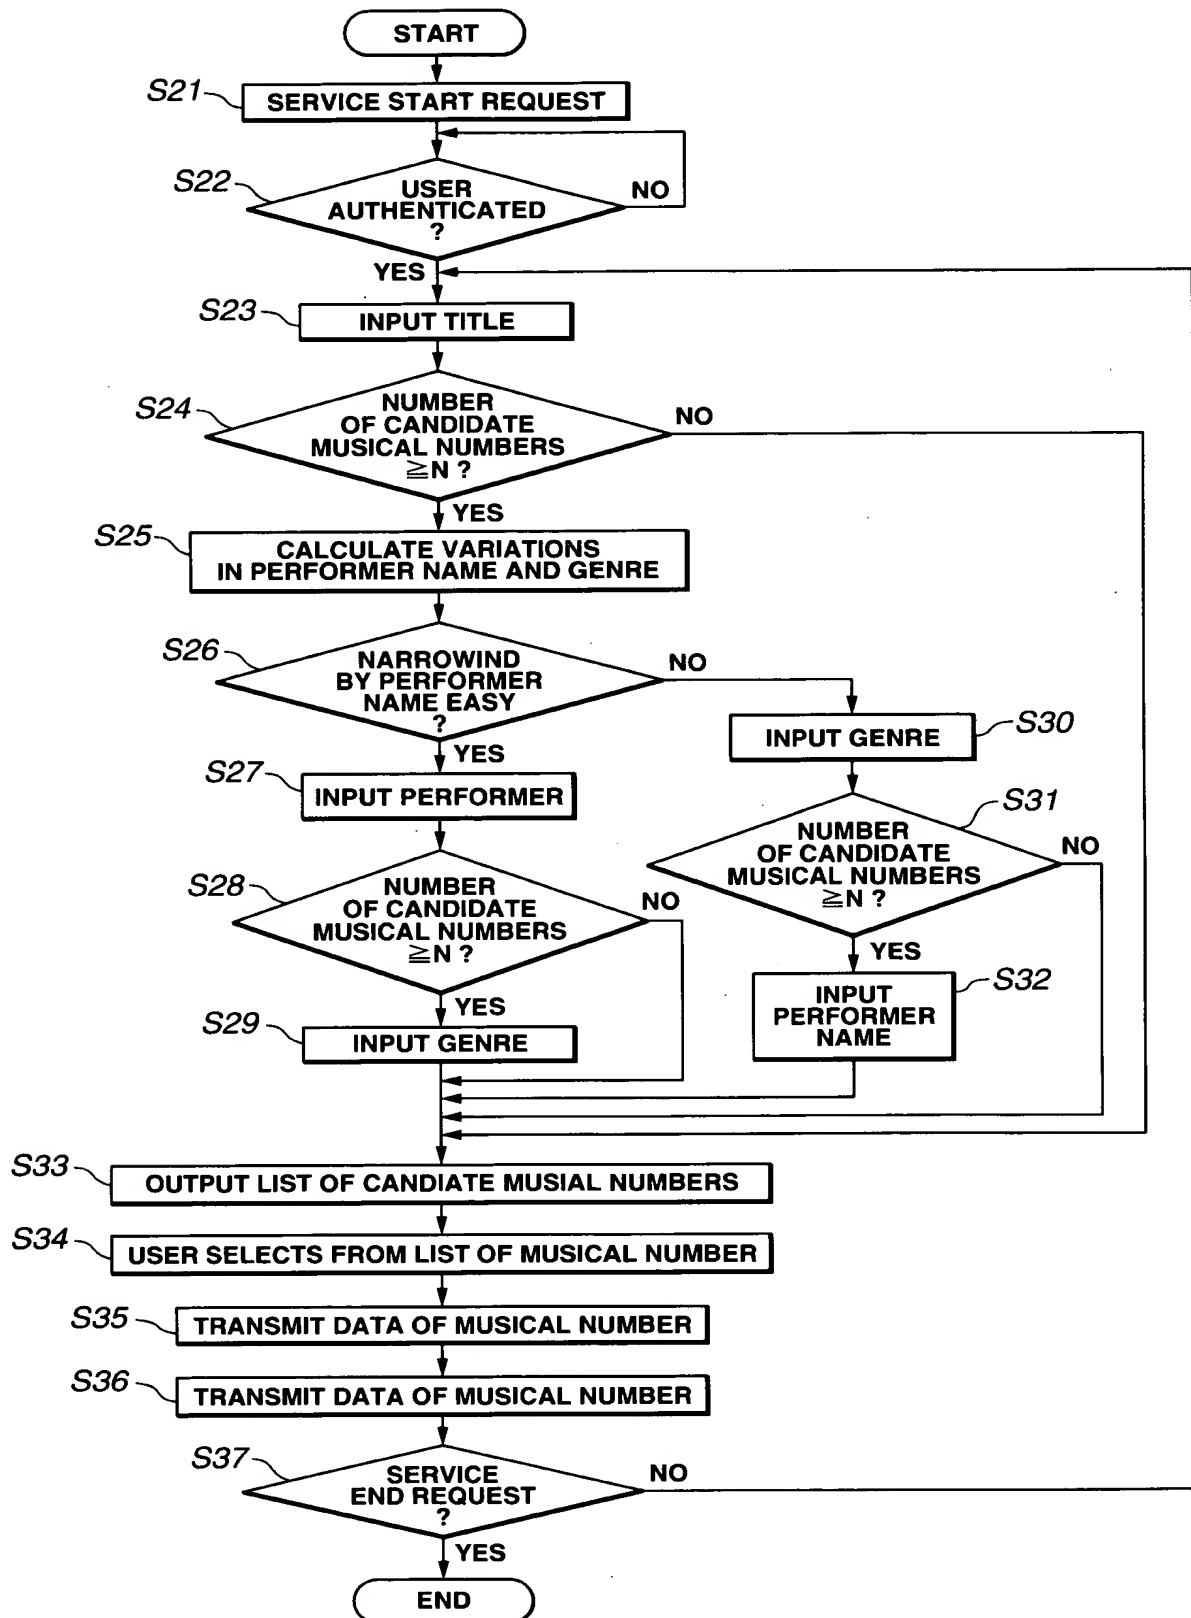 START
S21
SERVICE START REQUEST
S22
USER
AUTHENTICATED
?
NO
YES
S23
INPUT TITLE
S24
NUMBER
OF CANDIDATE
MUSICAL NUMBERS
≧N ?
NO
YES
S25
CALCULATE VARIATIONS
IN PERFORMER NAME AND GENRE
S26
NARROWIND
BY PERFORMER
NAME EASY
?
NO
YES
S27
INPUT PERFORMER
S28
NUMBER
OF CANDIDATE
MUSICAL NUMBERS
≧N ?
NO
YES
S29
INPUT GENRE
S30
INPUT GENRE
S31
NUMBER
OF CANDIDATE
MUSICAL NUMBERS
≧N ?
NO
YES
S32
INPUT
PERFORMER
NAME
S33
OUTPUT LIST OF CANDIATE MUSIAL NUMBERS
S34
USER SELECTS FROM LIST OF MUSICAL NUMBER
S35
TRANSMIT DATA OF MUSICAL NUMBER
S36
TRANSMIT DATA OF MUSICAL NUMBER
S37
SERVICE
END REQUEST
?
NO
YES
END